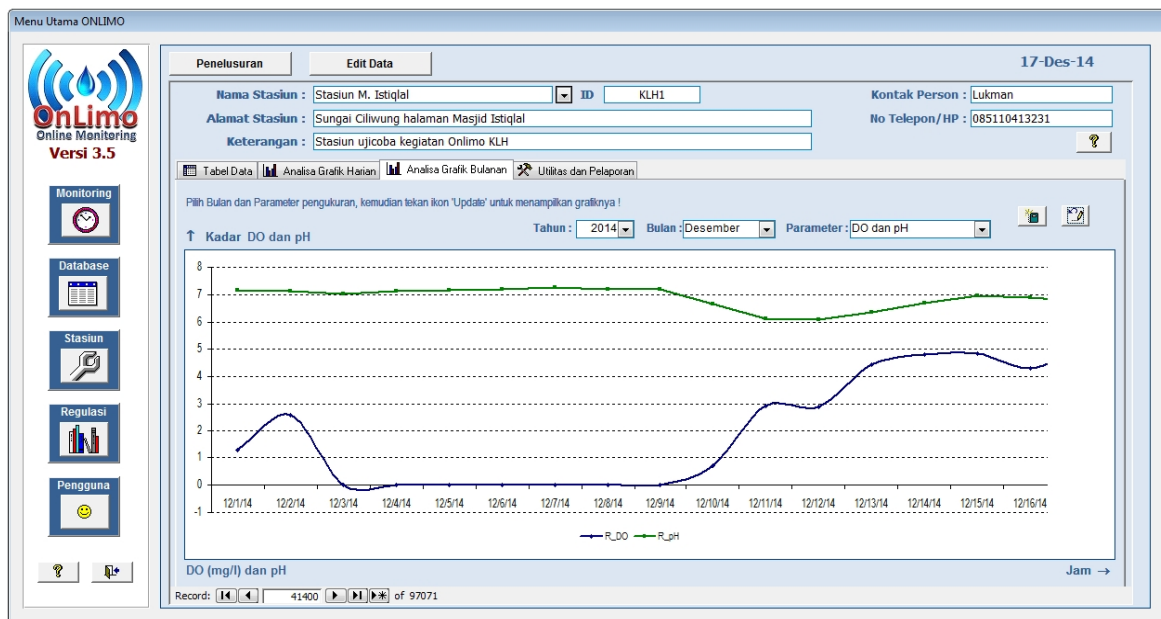 Menu Utama ONLIMO
OnLimo
Online Monitoring
Versi 3.5
Monitoring
Database
Stasiun
Regulasi
Pengguna
?
Penelusuran Edit Data 17-Des-14
Nama Stasiun : Stasiun M. Istiqlal ID KLH1 Kontak Person : Lukman
Alamat Stasiun : Sungai Ciliwung halaman Masjid Istiqlal No Telepon/HP : 085110413231
Keterangan : Stasiun ujicoba kegiatan Onlimo KLH ?
Tabel Data Analisa Grafik Harian Analisa Grafik Bulanan Utilitas dan Pelaporan
Pilih Bulan dan Parameter pengukuran, kemudian tekan ikon 'Update' untuk menampilkan grafiknya !
Tahun : 2014 Bulan : Desember Parameter : DO dan pH
↑ Kadar DO dan pH
8
7
6
5
4
3
2
1
0
-1
12/1/14 12/2/14 12/3/14 12/4/14 12/5/14 12/6/14 12/7/14 12/8/14 12/9/14 12/10/14 12/11/14 12/12/14 12/13/14 12/14/14 12/15/14 12/16/14
R_DO R_pH
DO (mg/l) dan pH Jam →
Record: 41400 of 97071